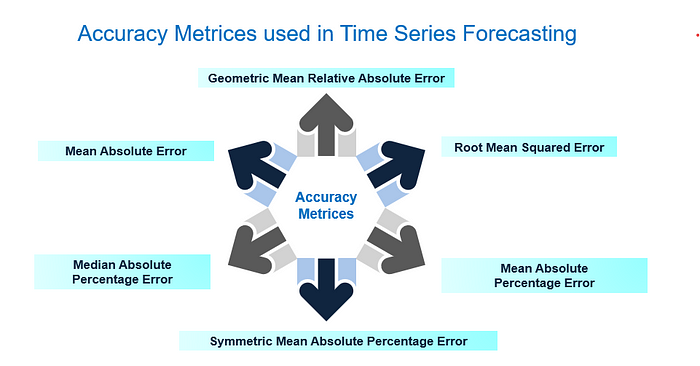 Accuracy Metrices used in Time Series Forecasting
Geometric Mean Relative Absolute Error
Mean Absolute Error
Root Mean Squared Error
Accuracy
Metrices
Median Absolute
Percentage Error
Mean Absolute
Percentage Error
Symmetric Mean Absolute Percentage Error